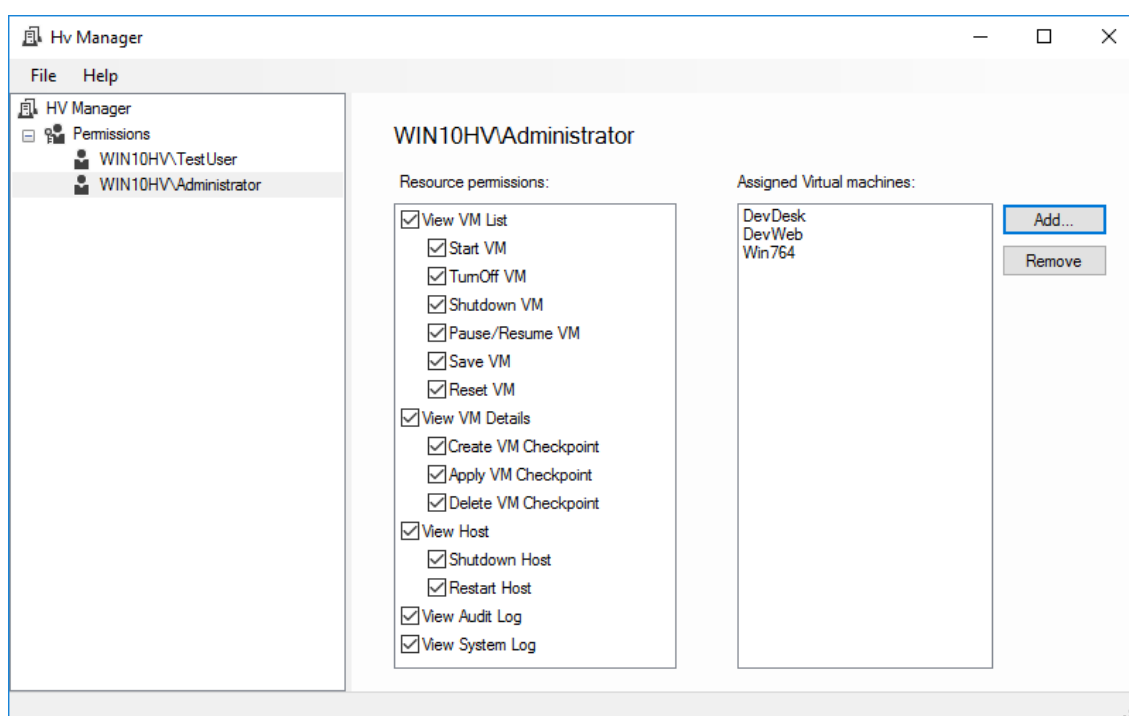 Hv Manager
File Help
HV Manager
Permissions
WIN10HV\TestUser
WIN10HV\Administrator
WIN10HV\Administrator
Resource permissions:
View VM List
Start VM
TurnOff VM
Shutdown VM
Pause/Resume VM
Save VM
Reset VM
View VM Details
Create VM Checkpoint
Apply VM Checkpoint
Delete VM Checkpoint
View Host
Shutdown Host
Restart Host
View Audit Log
View System Log
Assigned Virtual machines:
DevDesk
DevWeb
Win764
Add...
Remove